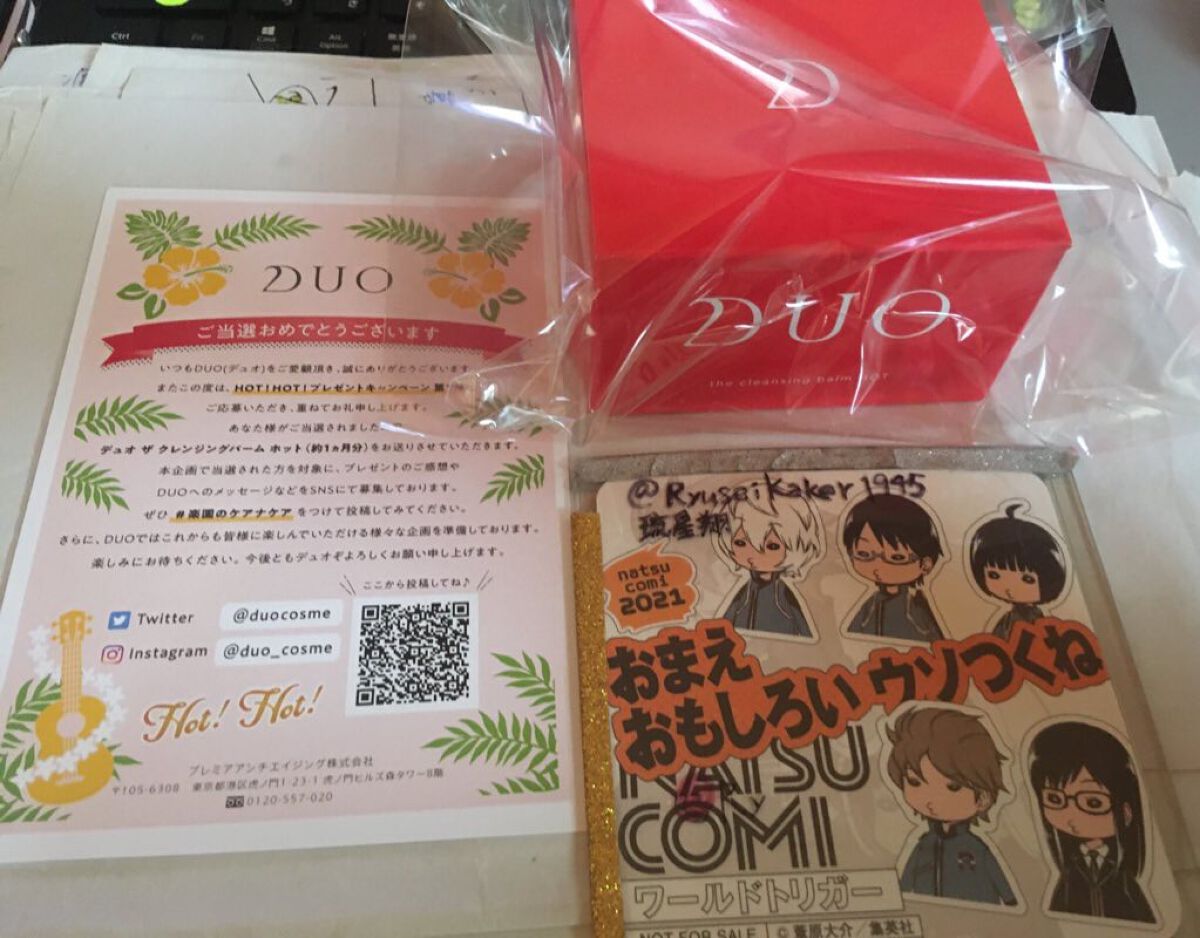 Ctrl
Fn
Cmd
Alt
Option
D
DUO
the cleansing balm HOT
DUO
ご当選おめでとうございます
いつもDUO(デュオ)をご愛顧頂き、誠にありがとうございます
またこの度は、HOT!HOT!プレゼントキャンペーン
ご応募いただき、重ねてお礼申し上げます。
あなた様がご当選されました
デュオ ザ クレンジングバーム ホット(約1ヵ月分)をお送りさせていただきます。
本企画で当選された方を対象に、プレゼントのご感想や
DUOへのメッセージなどをSNSにて募集しております。
ぜひ #楽園のケアナケア をつけて投稿してみてください。
さらに、DUOではこれからも皆様に楽しんでいただける様々な企画を準備しております。
楽しみにお待ちください。今後ともデュオぞよろしくお願い申し上げます。
ここから投稿してね♪
Twitter @duocosme
Instagram @duo_cosme
Hot! Hot!
プレミアアンチエイジング株式会社
〒105-6308 東京都港区虎ノ門1-23-1 虎ノ門ヒルズ森タワー8階
0120-557-020
@RyuseiKaker1945
琉星翔
natsu
comi
2021
おまえ
おもしろい ウソつくね
NATSU
COMI
ワールドトリガー
NOT FOR SALE ©葦原大介/集英社